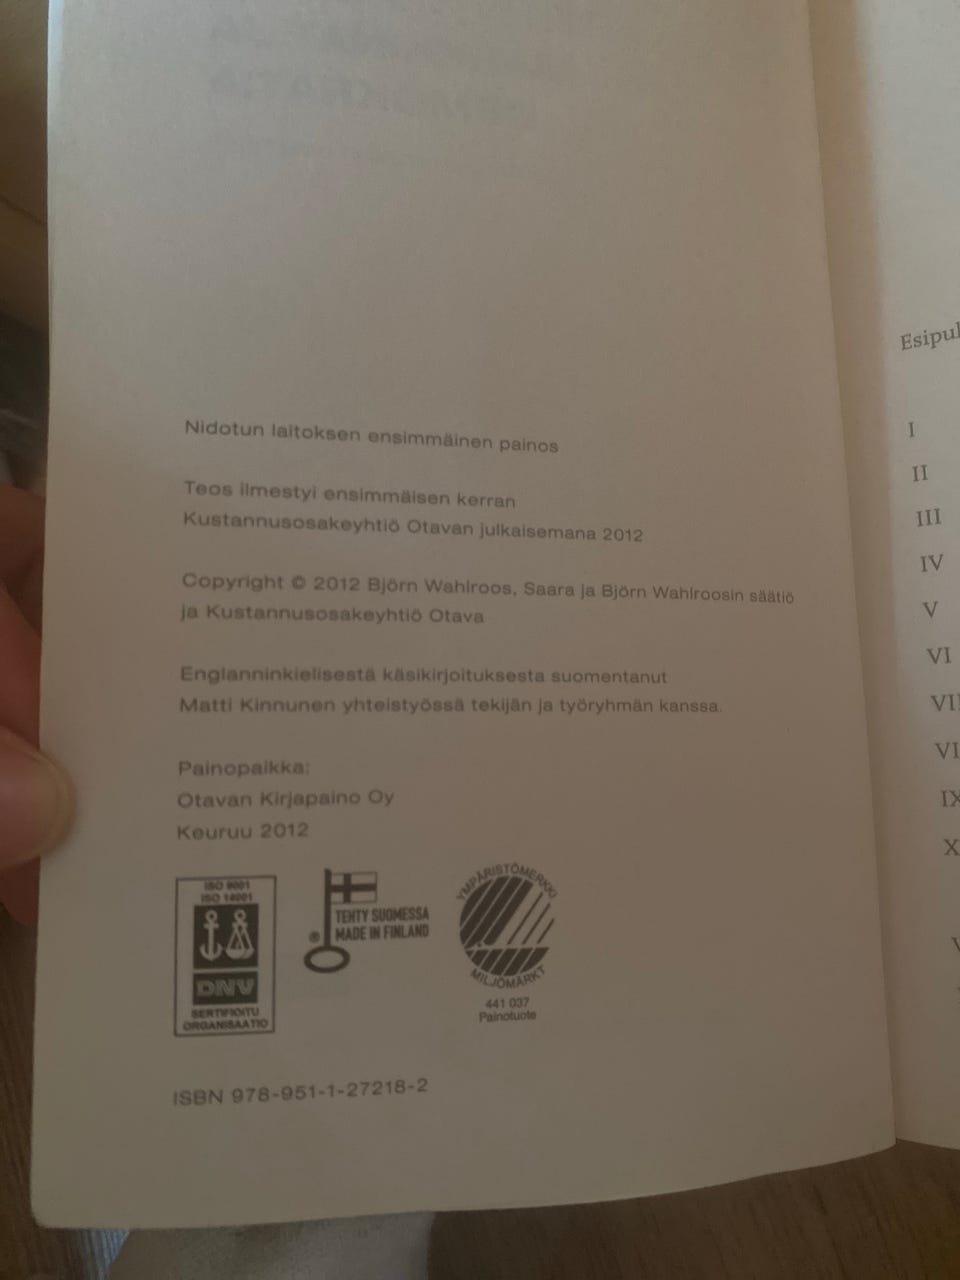 Nidotun laitoksen ensimmäinen painos
Teos ilmestyi ensimmäisen kerran
Kustannusosakeyhtiö Otavan julkaisemana 2012
Copyright © 2012 Björn Wahlroos, Saara ja Björn Wahlroosin säätiö
ja Kustannusosakeyhtiö Otava
Englanninkielisestä käsikirjoituksesta suomentanut
Matti Kinnunen yhteistyössä tekijän ja työryhmän kanssa.
Painopaikka:
Otavan Kirjapaino Oy
Keuruu 2012
ISO 9001
ISO 14001
DNV
SERTIFIOITU
ORGANISAATIO
®
TEHTY SUOMESSA
MADE IN FINLAND
YMPÄRISTÖMERKKI
MILJÖMÄRKT
441 037
Painotuote
ISBN 978-951-1-27218-2
Esipul
I
II
III
IV
V
VI
VII
VI
IX
X